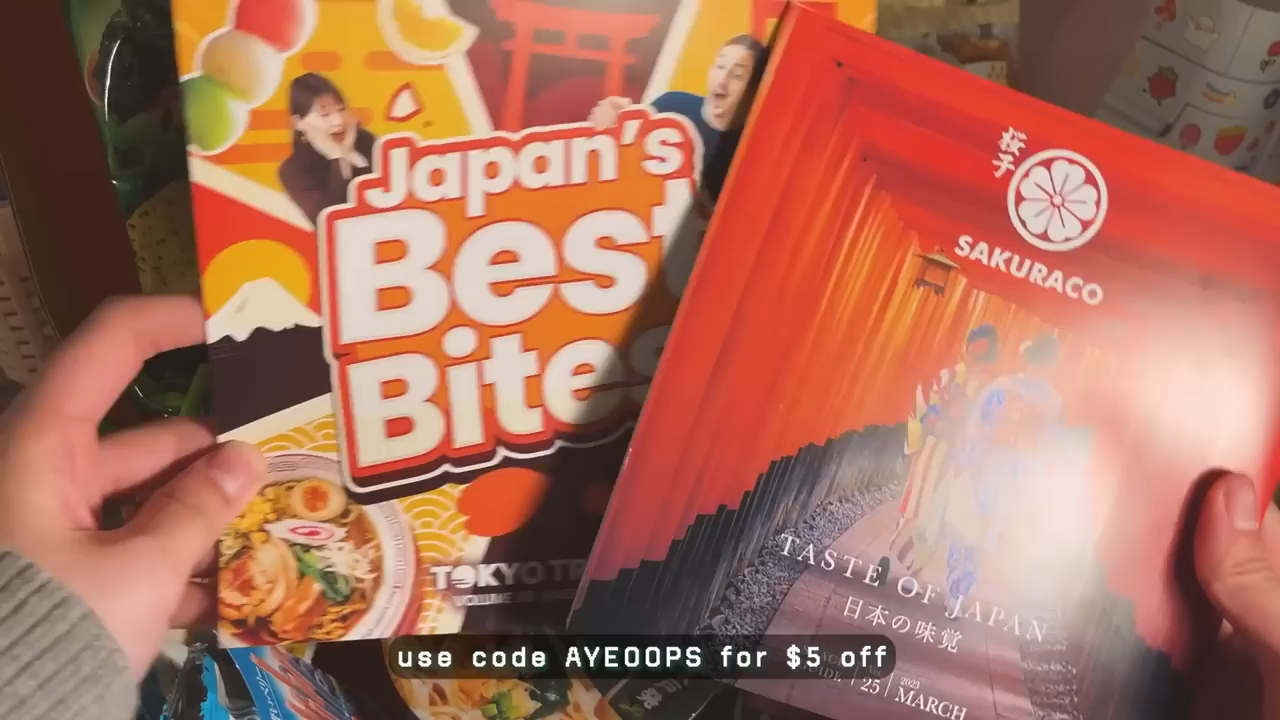 Japan's
Best
Bites
TOKYO TR
桜子
SAKURACO
TASTE OF JAPAN
日本の味覚
25
2023
MARCH
use code AYEOOPS for $5 off